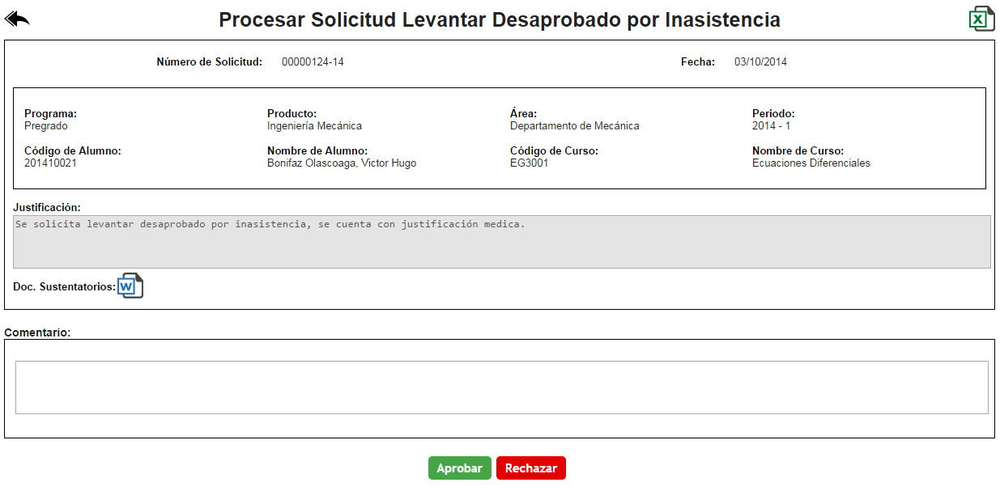 Procesar Solicitud Levantar Desaprobado por Inasistencia
X
Número de Solicitud: 00000124-14 Fecha: 03/10/2014
Programa: Producto: Área: Periodo:
Pregrado Ingeniería Mecánica Departamento de Mecánica 2014 - 1
Código de Alumno: Nombre de Alumno: Código de Curso: Nombre de Curso:
201410021 Bonifaz Olascoaga, Victor Hugo EG3001 Ecuaciones Diferenciales
Justificación:
Se solicita levantar desaprobado por inasistencia, se cuenta con justificación medica.
Doc. Sustentatorios: W
Comentario:
Aprobar Rechazar